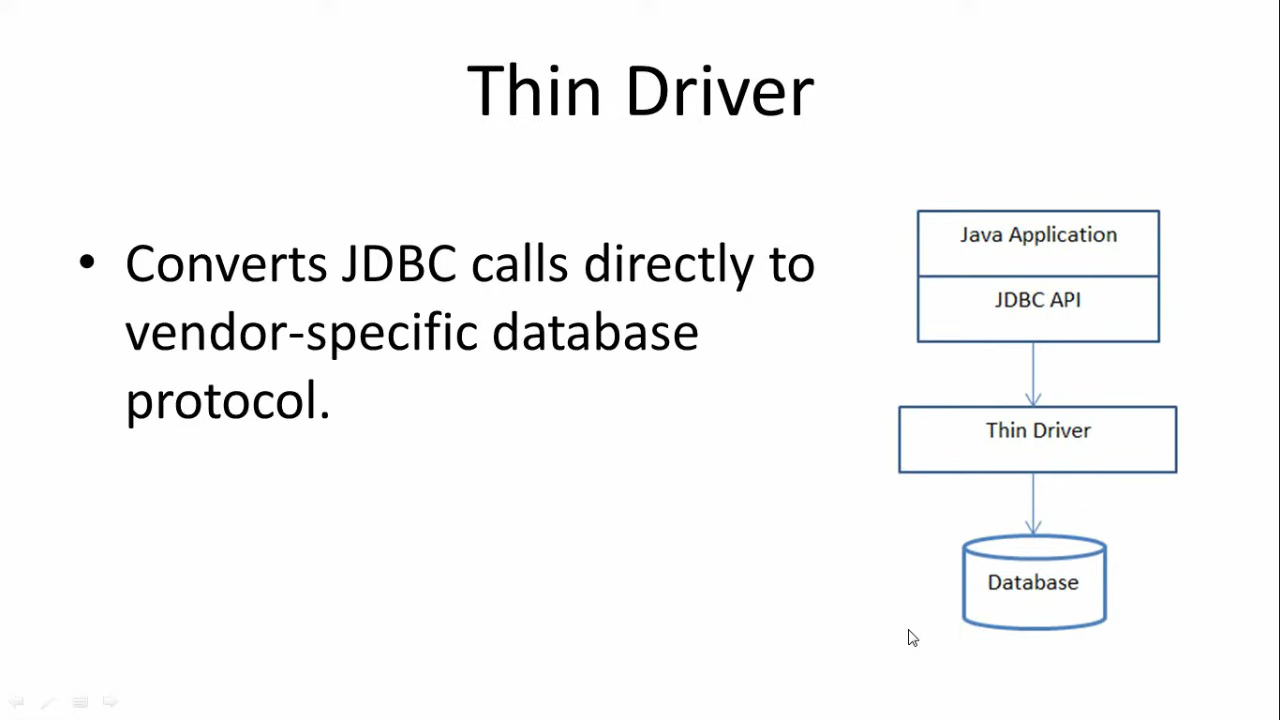 Thin Driver
• Converts JDBC calls directly to
vendor-specific database
protocol.
Java Application
JDBC API
Thin Driver
Database